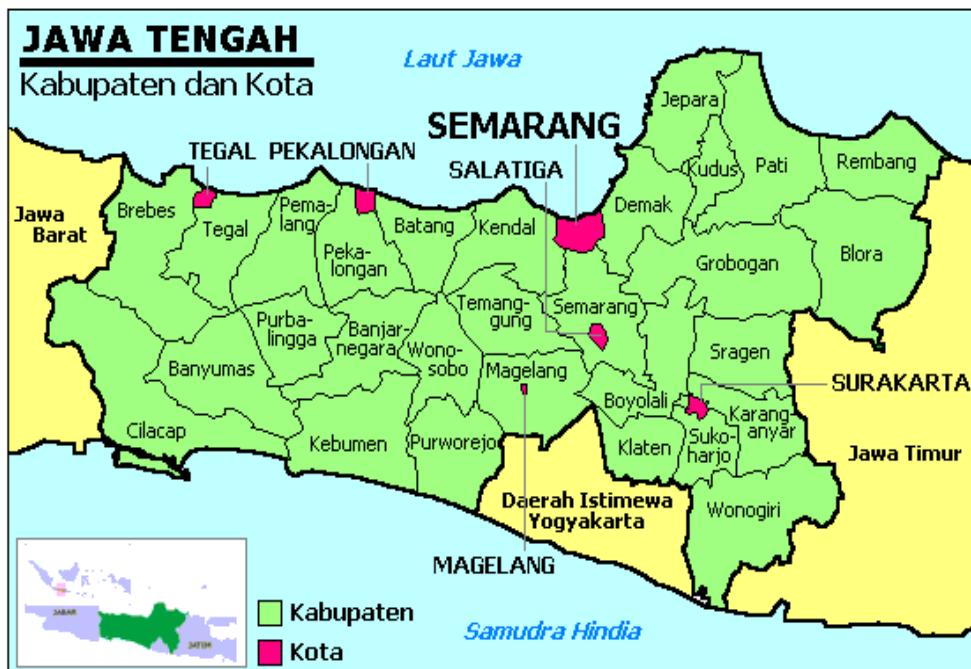 JAWA TENGAH
Kabupaten dan Kota
Laut Jawa
Jepara
SEMARANG
TEGAL
PEKALONGAN
SALATIGA
Kudus
Pati
Rembang
Jawa
Barat
Brebes
Tegal
Pema-
lang
Peka-
longan
Batang
Kendal
Demak
Grobogan
Blora
Purba-
lingga
Banjar-
negara
Wono-
sobo
Temang-
gung
Semarang
Sragen
Banyumas
Magelang
Boyolali
SURAKARTA
Karang-
anyar
Cilacap
Kebumen
Purworejo
Klaten
Suko-
harjo
Jawa Timur
Daerah Istimewa
Yogyakarta
Wonogiri
MAGELANG
JABAR
JATIM
Kabupaten
Kota
Samudra Hindia